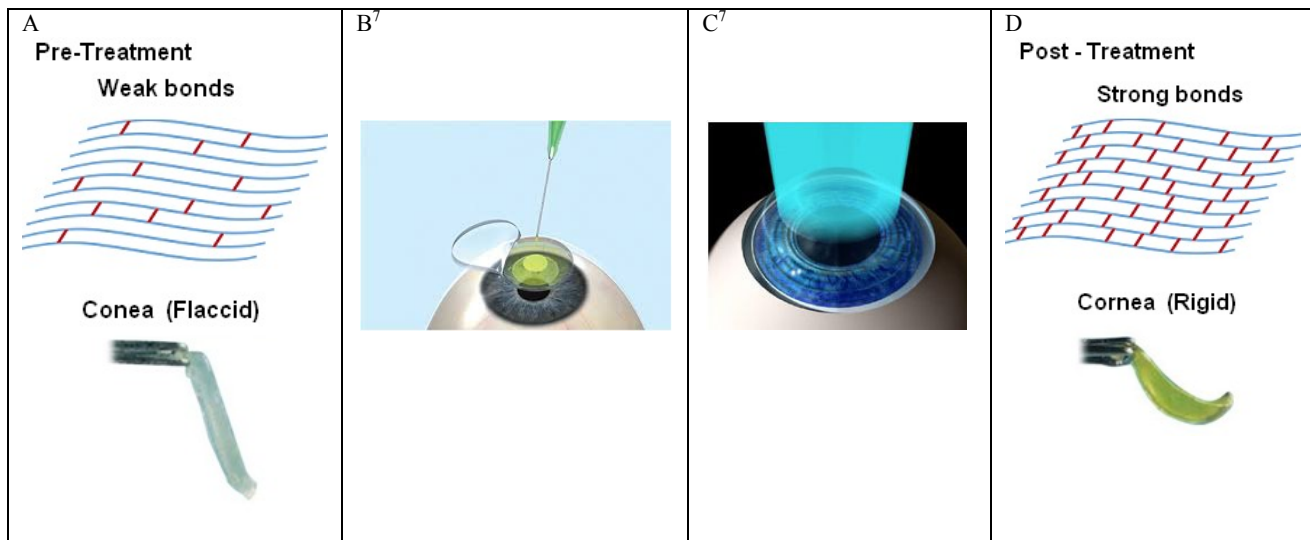 A
Pre-Treatment
Weak bonds
Conea (Flaccid)
B7
C7
D
Post - Treatment
Strong bonds
Cornea (Rigid)